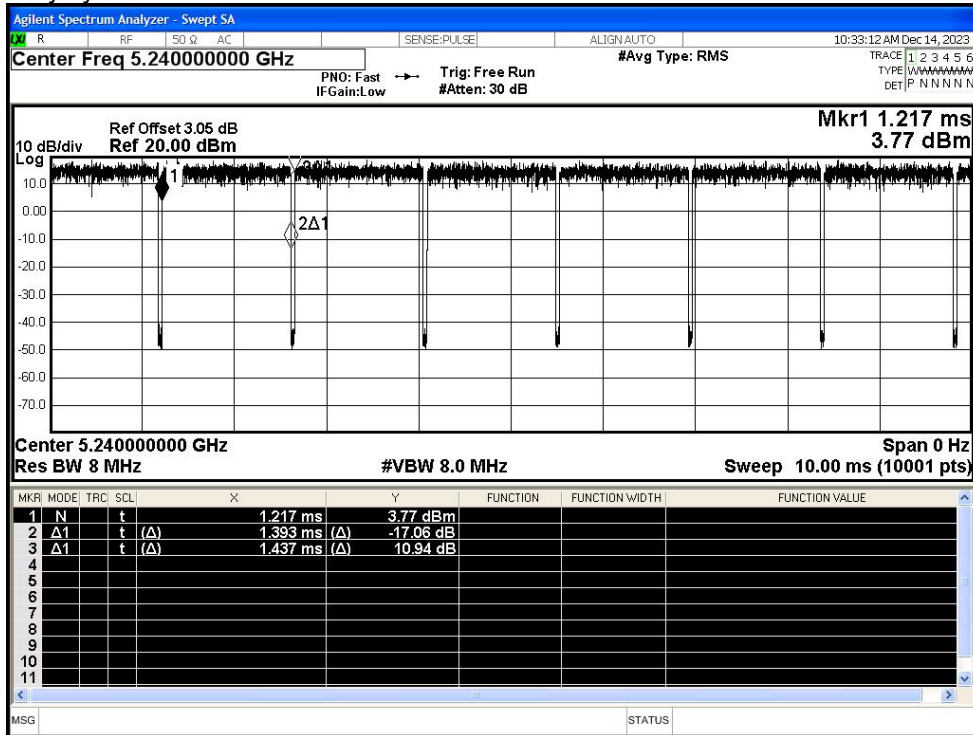 Agilent Spectrum Analyzer - Swept SA
LXI R RF 50 Ω AC SENSE:PULSE ALIGN AUTO 10:33:12 AM Dec 14, 2023
Center Freq 5.240000000 GHz #Avg Type: RMS TRACE 1 2 3 4 5 6
PNO: Fast Trig: Free Run TYPE WWWWWW
IFGain:Low #Atten: 30 dB DET P N N N N N
Ref Offset 3.05 dB Mkr1 1.217 ms
10 dB/div Ref 20.00 dBm 3.77 dBm
Log
1
10.0
0.00
2Δ1
-10.0
-20.0
-30.0
-40.0
-50.0
-60.0
-70.0
Center 5.240000000 GHz Span 0 Hz
Res BW 8 MHz #VBW 8.0 MHz Sweep 10.00 ms (10001 pts)
MKR MODE TRC SCL X Y FUNCTION FUNCTION WIDTH FUNCTION VALUE
1 N t 1.217 ms 3.77 dBm
2 Δ1 t (Δ) 1.393 ms (Δ) -17.06 dB
3 Δ1 t (Δ) 1.437 ms (Δ) 10.94 dB
4
5
6
7
8
9
10
11
MSG STATUS